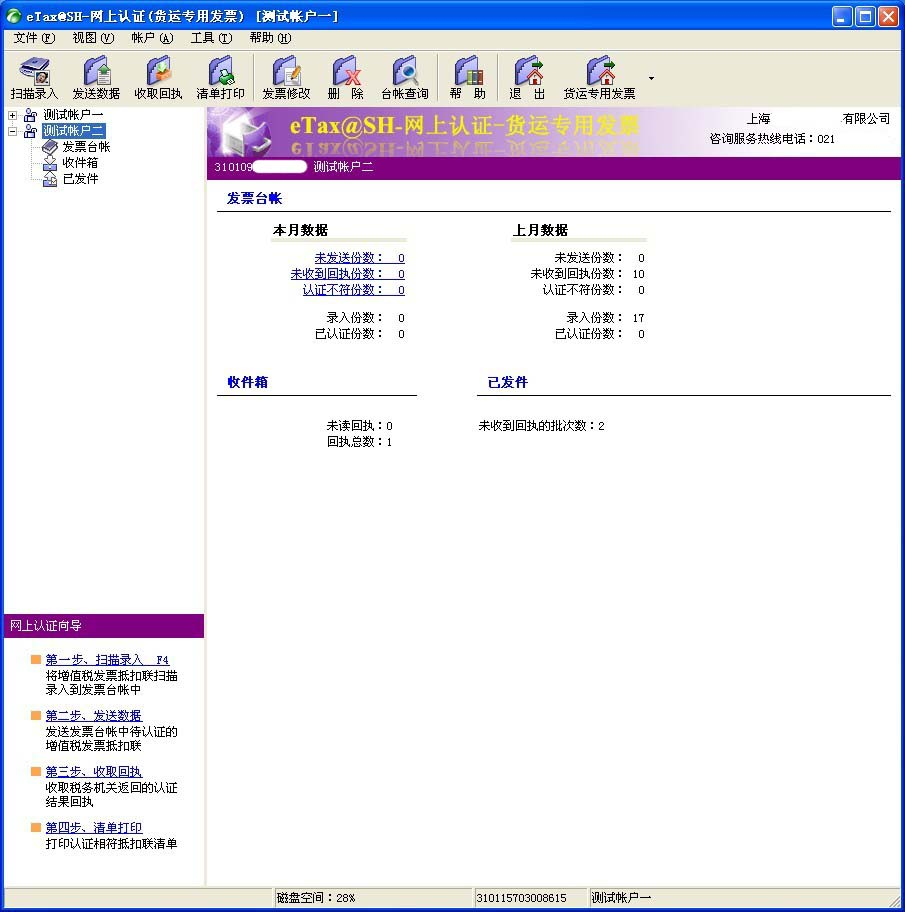 eTax@SH-网上认证(货运专用发票) [测试帐户一]
文件(F) 视图(V) 帐户(A) 工具(T) 帮助(H)
扫描录入 发送数据 收取回执 清单打印 发票修改 删 除 台帐查询 帮 助 退 出 货运专用发票
测试帐户一
测试帐户二
发票台帐
收件箱
已发件
eTax@SH-网上认证-货运专用发票
上海 有限公司
咨询服务热线电话：021
310109 测试帐户二
发票台帐
本月数据 上月数据
未发送份数： 0 未发送份数： 0
未收到回执份数： 0 未收到回执份数： 10
认证不符份数： 0 认证不符份数： 0
录入份数： 0 录入份数： 17
已认证份数： 0 已认证份数： 0
收件箱 已发件
未读回执：0 未收到回执的批次数：2
回执总数：1
网上认证向导
第一步、扫描录入 F4
将增值税发票抵扣联扫描
录入到发票台帐中
第二步、发送数据
发送发票台帐中待认证的
增值税发票抵扣联
第三步、收取回执
收取税务机关返回的认证
结果回执
第四步、清单打印
打印认证相符抵扣联清单
磁盘空间：28% 310115703008615 测试帐户一